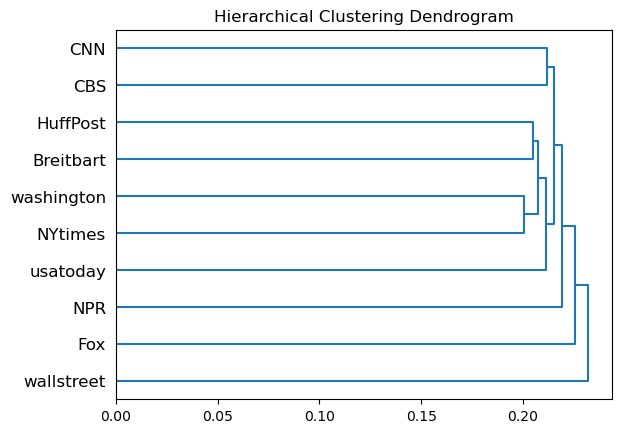 Hierarchical Clustering Dendrogram
CNN
CBS
HuffPost
Breitbart
washington
NYtimes
usatoday
NPR
Fox
wallstreet
0.00 0.05 0.10 0.15 0.20